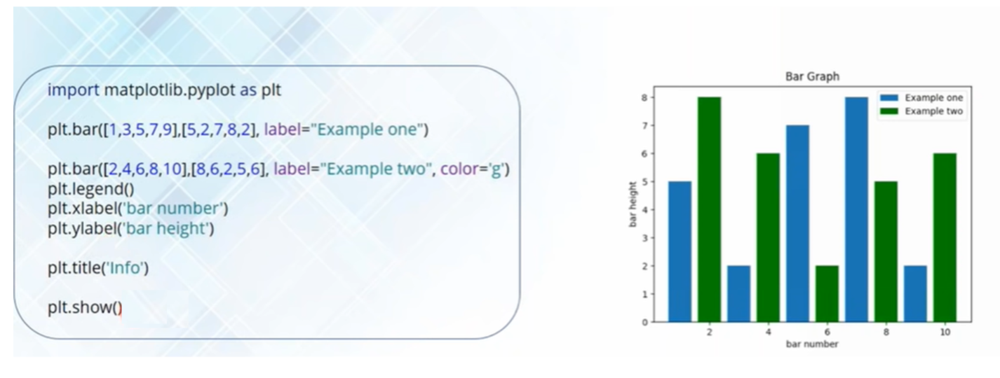 import matplotlib.pyplot as plt
plt.bar([1,3,5,7,9],[5,2,7,8,2], label="Example one")
plt.bar([2,4,6,8,10],[8,6,2,5,6], label="Example two", color='g')
plt.legend()
plt.xlabel('bar number')
plt.ylabel('bar height')
plt.title('Info')
plt.show()
Bar Graph
Example one
Example two
bar height
8
7
6
5
4
3
2
1
0
2 4 6 8 10
bar number